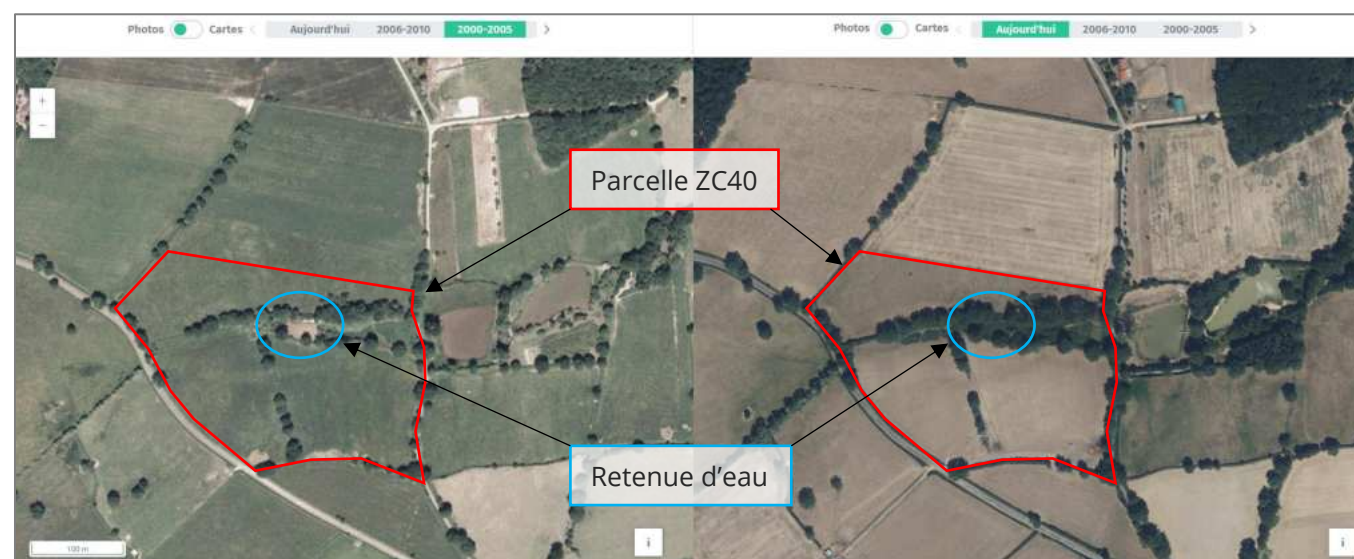 Photos Cartes < Aujourd'hui 2006-2010 2000-2005 >
Photos Cartes < Aujourd'hui 2006-2010 2000-2005 >
+
−
Parcelle ZC40
Retenue d'eau
100 m
i
i